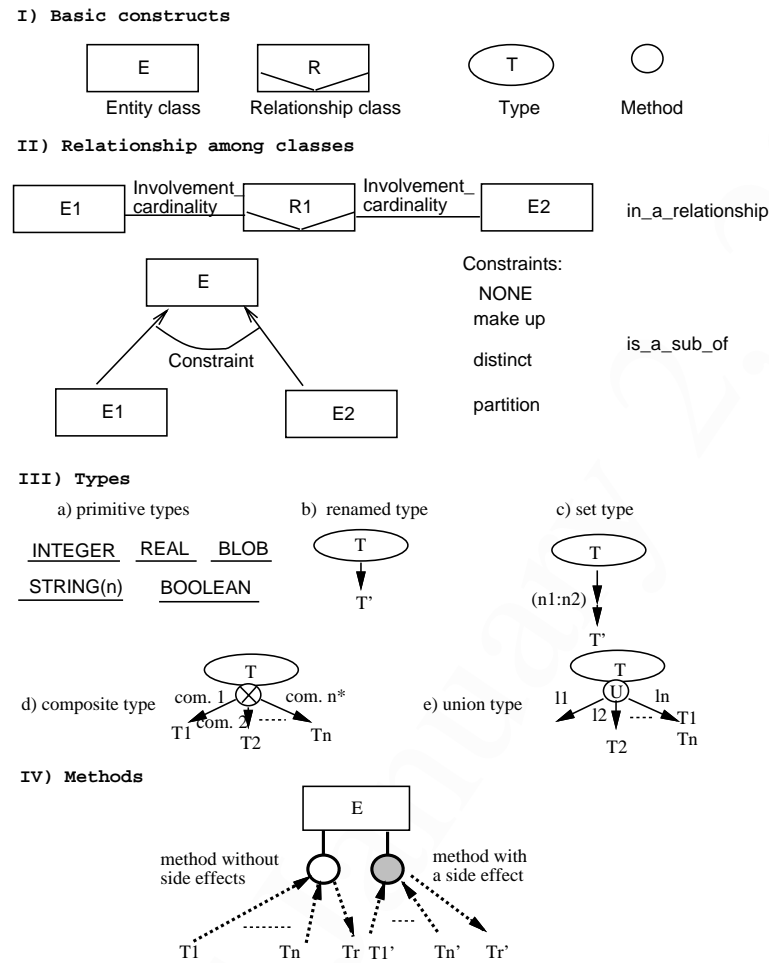 I) Basic constructs
E
R
T
Entity class
Relationship class
Type
Method
II) Relationship among classes
E1
Involvement_
cardinality
R1
Involvement_
cardinality
E2
in_a_relationship
E
Constraint
E1
E2
Constraints:
NONE
make up
distinct
partition
is_a_sub_of
III) Types
a) primitive types
INTEGER
REAL
BLOB
STRING(n)
BOOLEAN
b) renamed type
T
T'
c) set type
T
(n1:n2)
T'
d) composite type
T
com. 1
com. 2
com. n*
T1
T2
Tn
e) union type
T
U
l1
l2
ln
T1
T2
Tn
IV) Methods
E
method without
side effects
method with
a side effect
T1
Tn
Tr
T1'
Tn'
Tr'